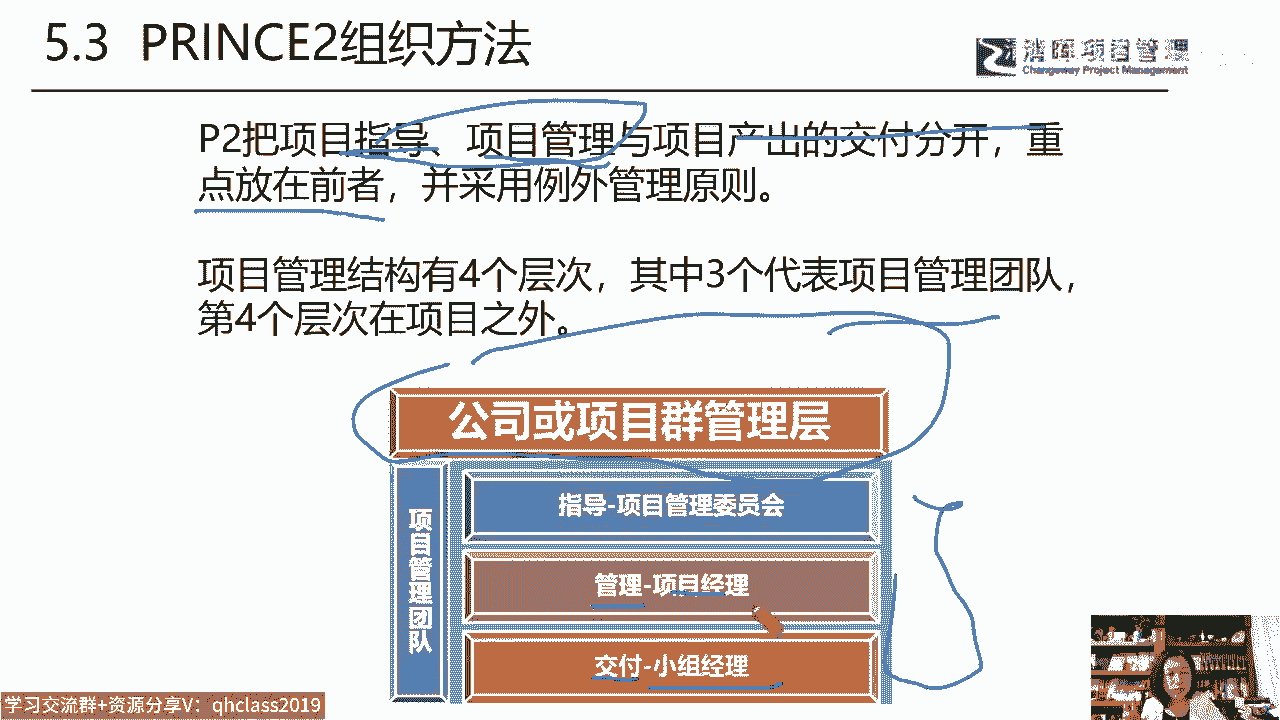 5.3 PRINCE2组织方法
清晖项目管理
Changeway Project Management
P2把项目指导、项目管理与项目产出的交付分开，重
点放在前者，并采用例外管理原则。
项目管理结构有4个层次，其中3个代表项目管理团队，
第4个层次在项目之外。
公司或项目群管理层
项目管理团队
指导-项目管理委员会
管理-项目经理
交付-小组经理
学习交流群+资源分享V：qhclass2019